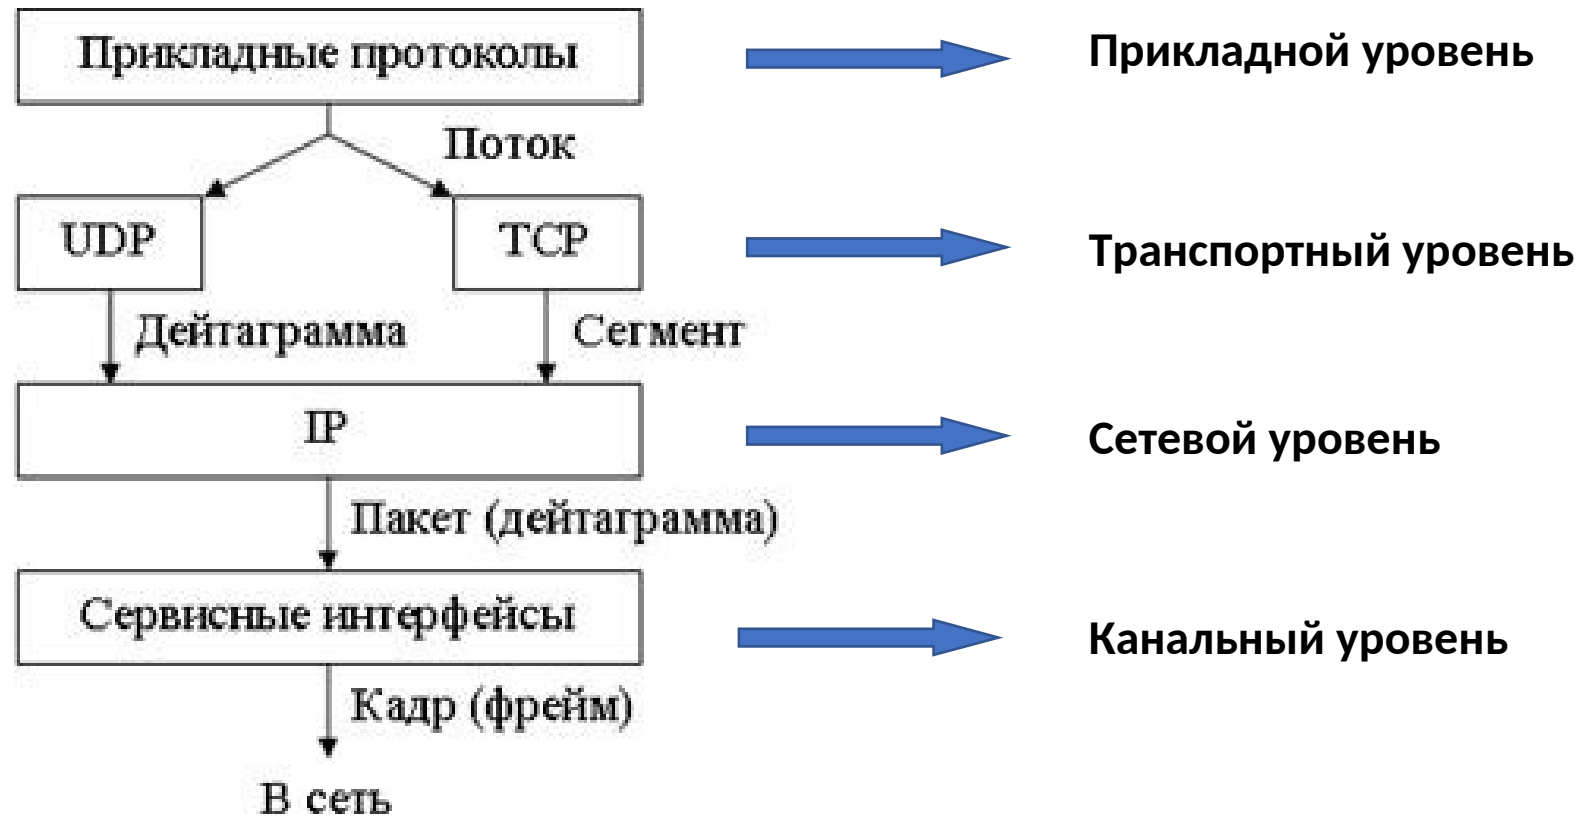 Прикладные протоколы
Прикладной уровень
Поток
UDP
TCP
Транспортный уровень
Дейтаграмма
Сегмент
IP
Сетевой уровень
Пакет (дейтаграмма)
Сервисные интерфейсы
Канальный уровень
Кадр (фрейм)
В сеть